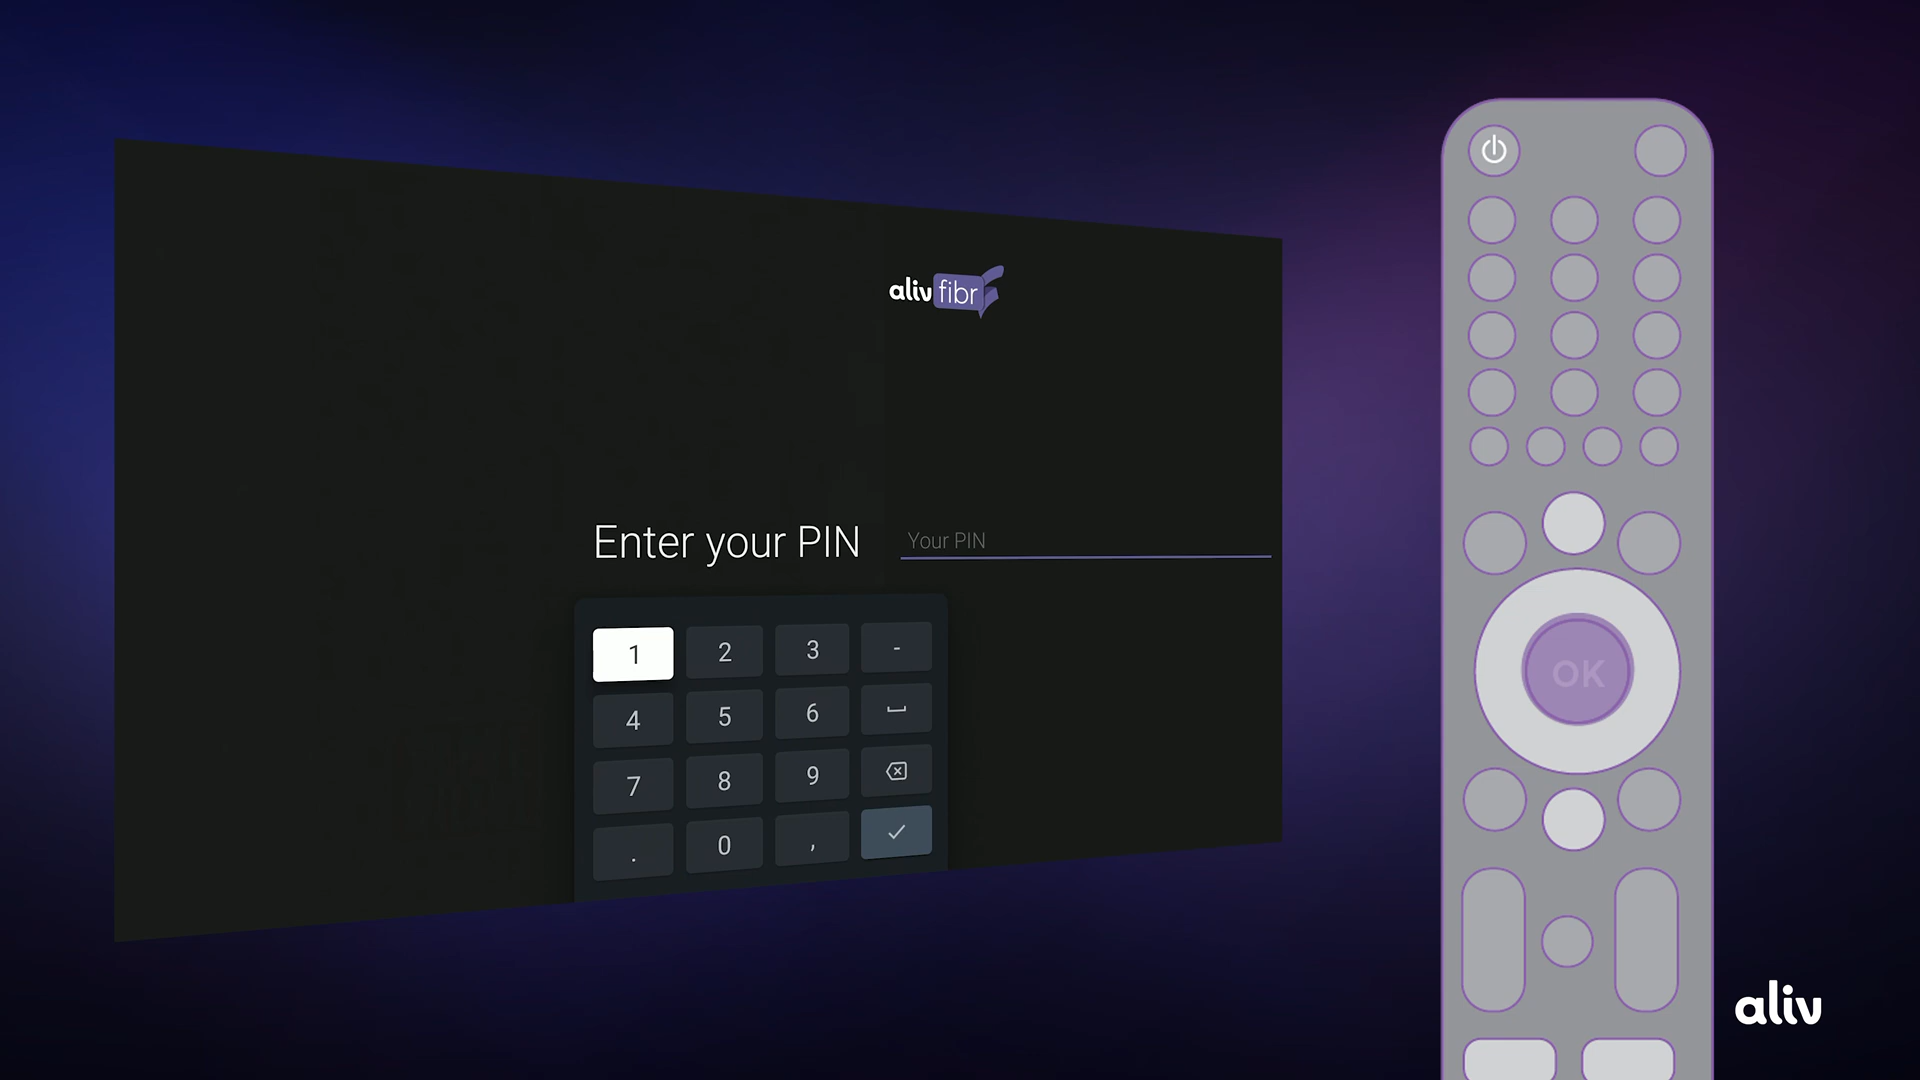 aliv fibr
Enter your PIN
Your PIN
1 2 3 -
4 5 6
7 8 9
. 0 , 
OK
aliv